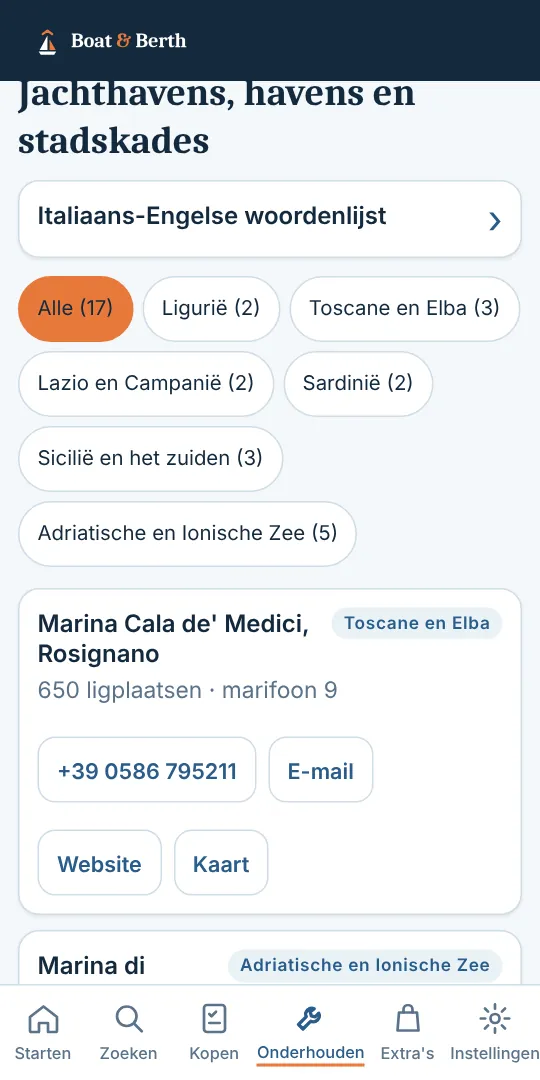 Boat & Berth
Jachthavens, havens en
stadskades
Italiaans-Engelse woordenlijst
Alle (17)
Ligurië (2)
Toscane en Elba (3)
Lazio en Campanië (2)
Sardinië (2)
Sicilië en het zuiden (3)
Adriatische en Ionische Zee (5)
Marina Cala de' Medici,
Rosignano
Toscane en Elba
650 ligplaatsen · marifoon 9
+39 0586 795211
E-mail
Website
Kaart
Marina di
Adriatische en Ionische Zee
Starten
Zoeken
Kopen
Onderhouden
Extra's
Instellingen